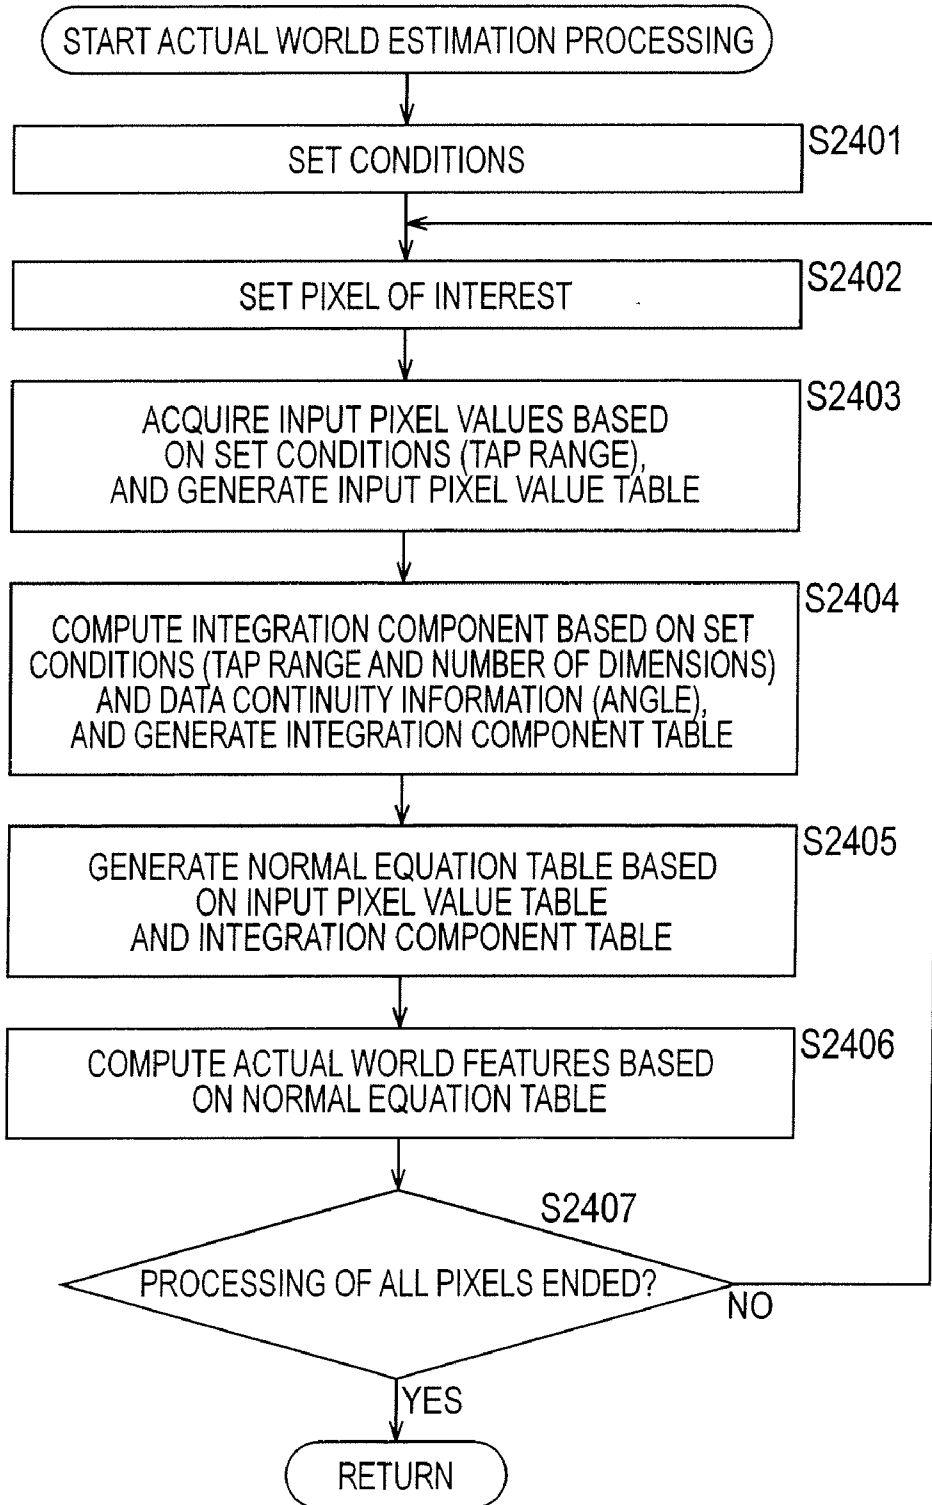 START ACTUAL WORLD ESTIMATION PROCESSING
S2401
SET CONDITIONS
S2402
SET PIXEL OF INTEREST
S2403
ACQUIRE INPUT PIXEL VALUES BASED
ON SET CONDITIONS (TAP RANGE),
AND GENERATE INPUT PIXEL VALUE TABLE
S2404
COMPUTE INTEGRATION COMPONENT BASED ON SET
CONDITIONS (TAP RANGE AND NUMBER OF DIMENSIONS)
AND DATA CONTINUITY INFORMATION (ANGLE),
AND GENERATE INTEGRATION COMPONENT TABLE
S2405
GENERATE NORMAL EQUATION TABLE BASED
ON INPUT PIXEL VALUE TABLE
AND INTEGRATION COMPONENT TABLE
S2406
COMPUTE ACTUAL WORLD FEATURES BASED
ON NORMAL EQUATION TABLE
S2407
PROCESSING OF ALL PIXELS ENDED?
NO
YES
RETURN